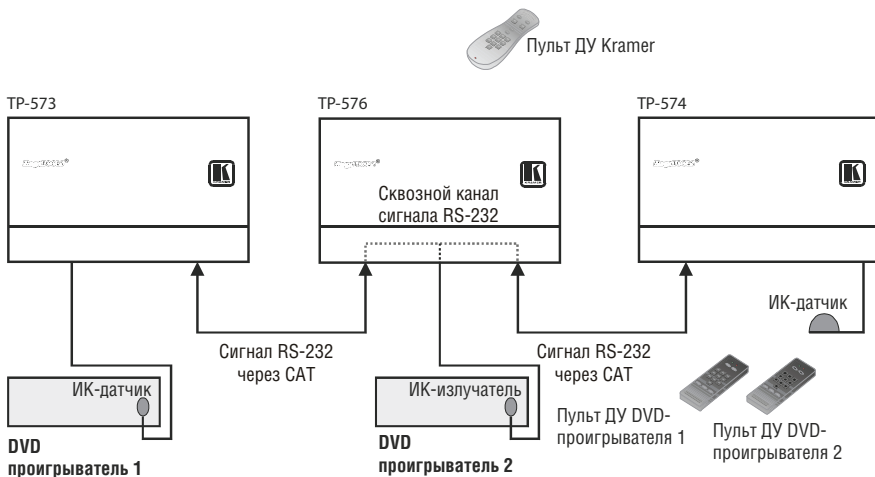 Пульт ДУ Kramer
TP-573
TP-576
TP-574
Сквозной канал
сигнала RS-232
ИК-датчик
Сигнал RS-232
через CAT
Сигнал RS-232
через CAT
ИК-датчик
ИК-излучатель
Пульт ДУ DVD-
проигрывателя 1
Пульт ДУ DVD-
проигрывателя 2
DVD
проигрыватель 1
DVD
проигрыватель 2